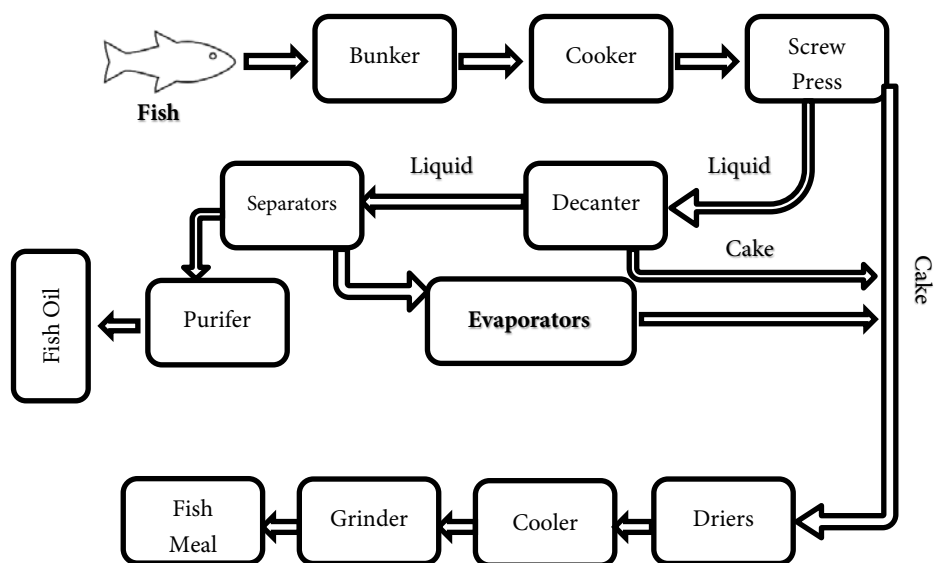 Fish
Bunker
Cooker
Screw
Press
Liquid
Liquid
Separators
Decanter
Cake
Cake
Fish Oil
Purifer
Evaporators
Fish
Meal
Grinder
Cooler
Driers